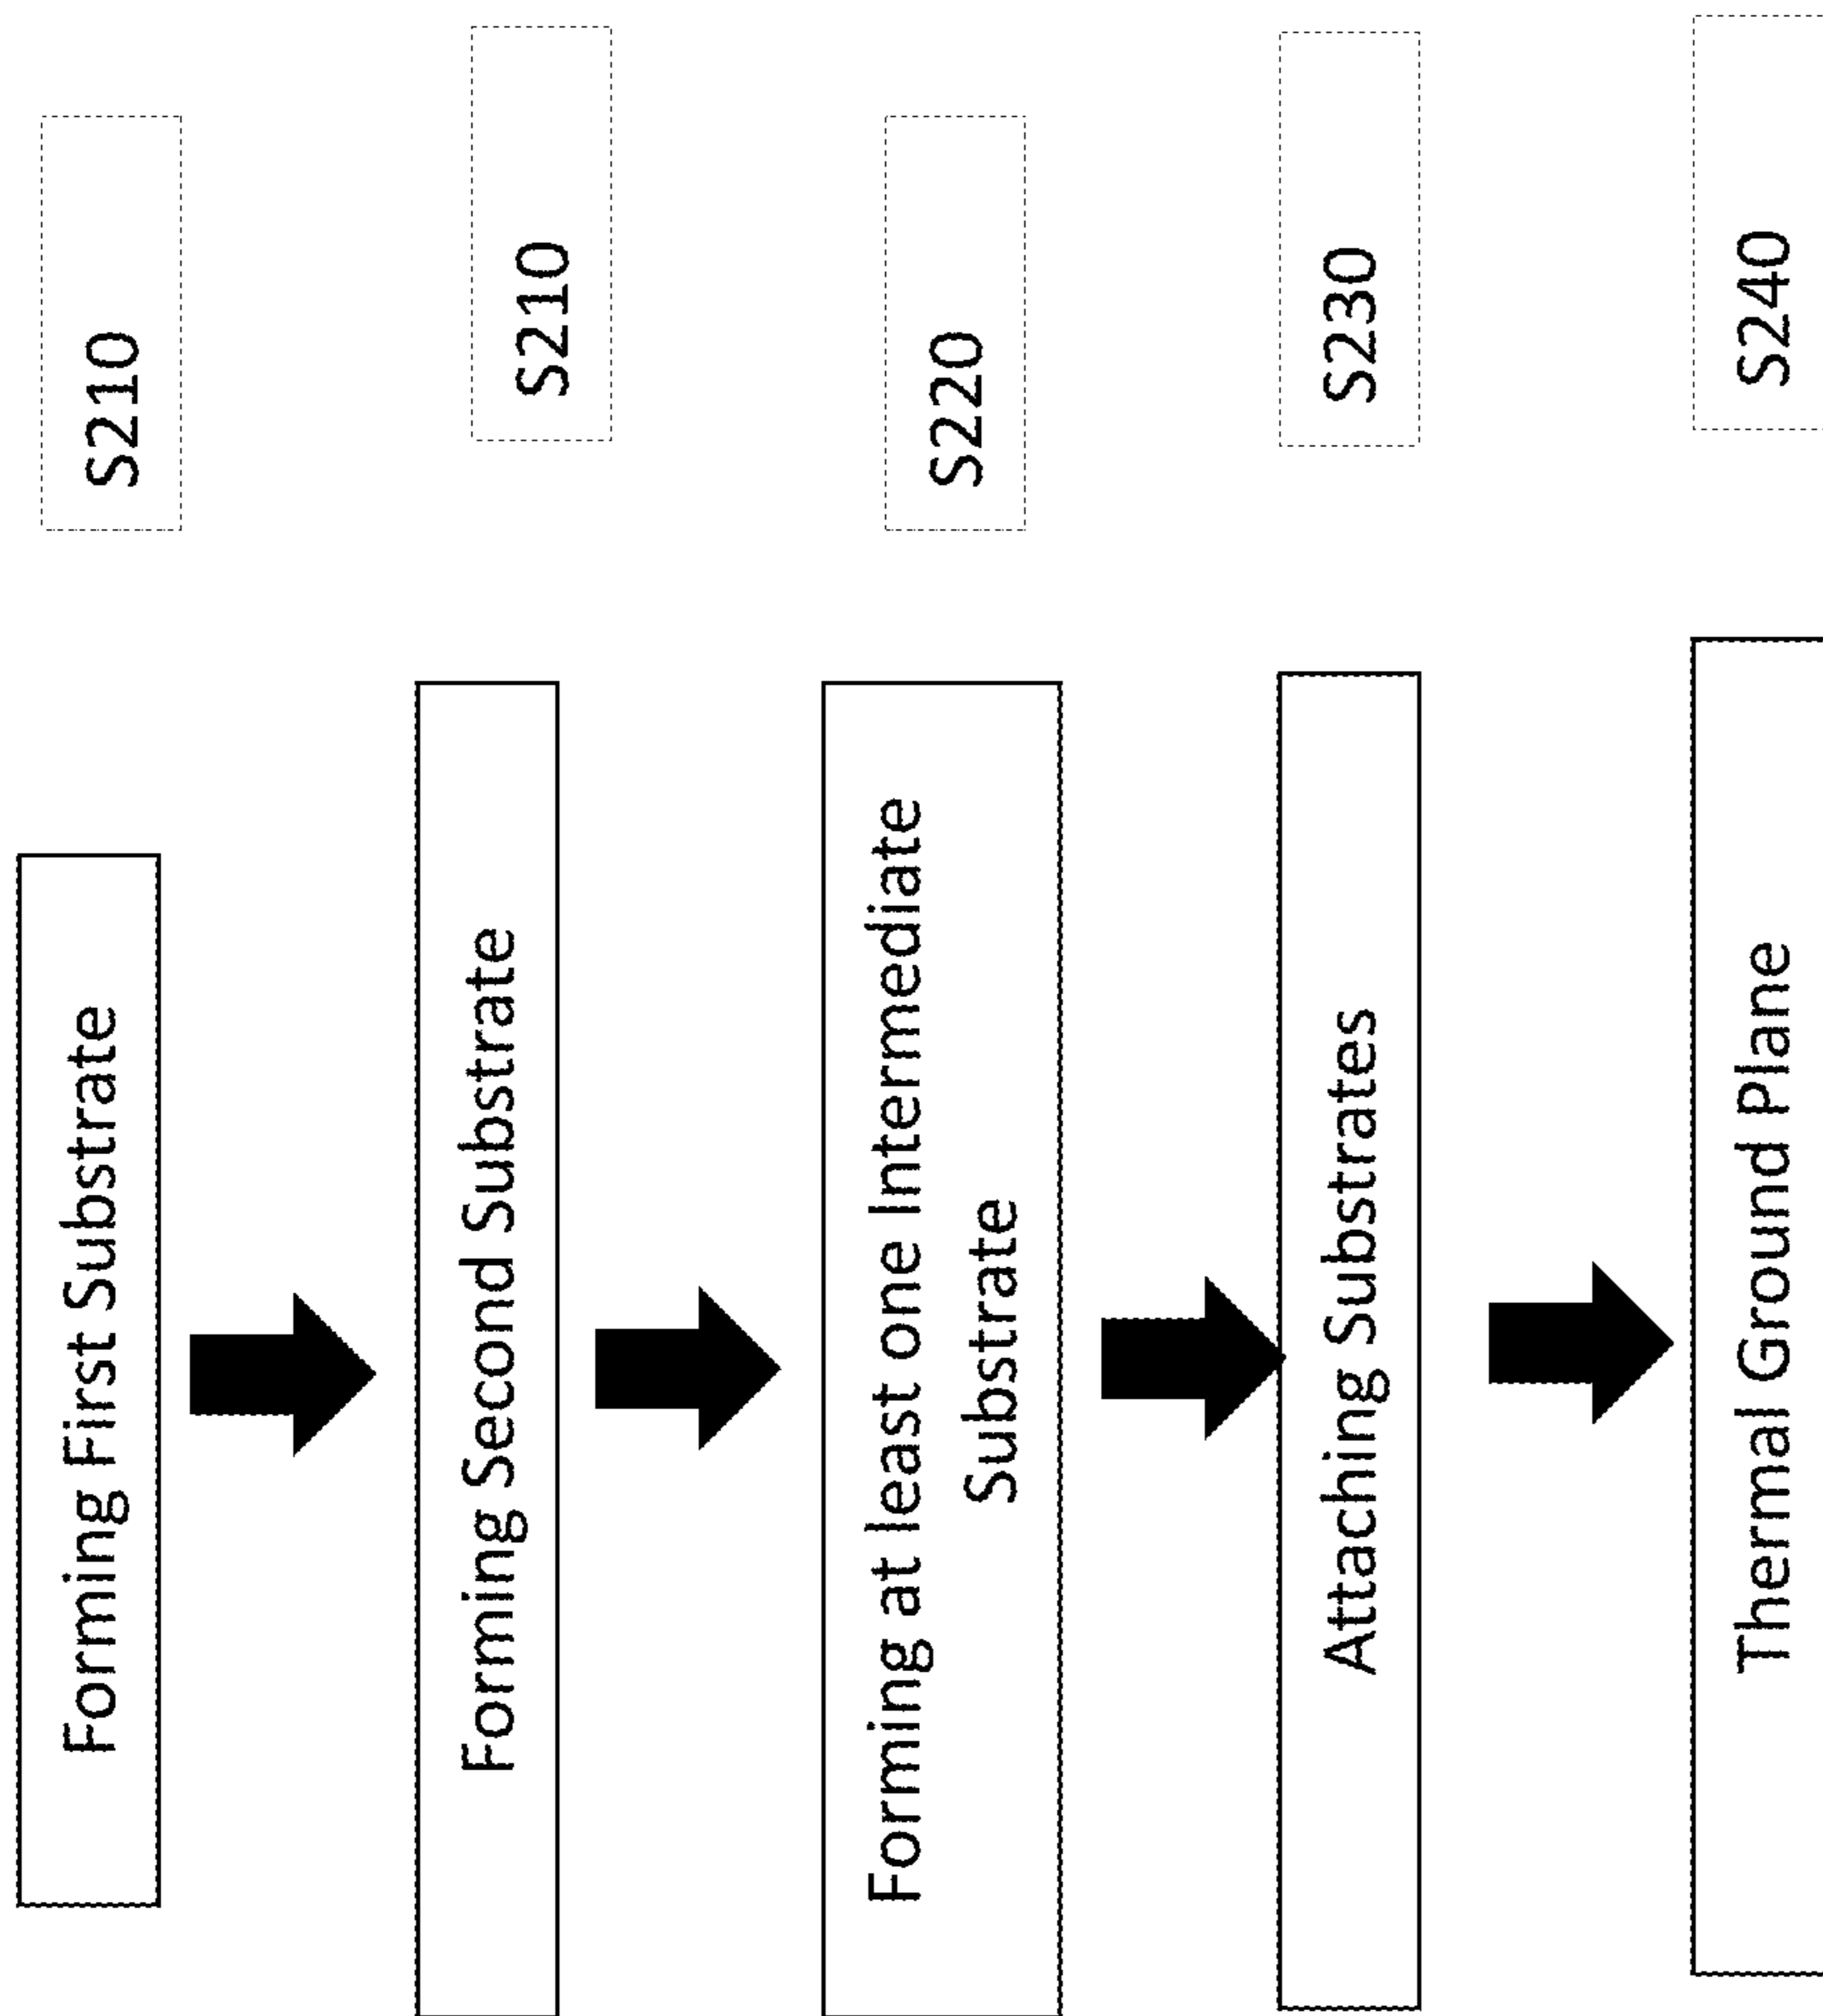 Forming First Substrate
S210
Forming Second Substrate
S210
Forming at least one Intermediate
Substrate
S220
Attaching Substrates
S230
Thermal Ground Plane
S240